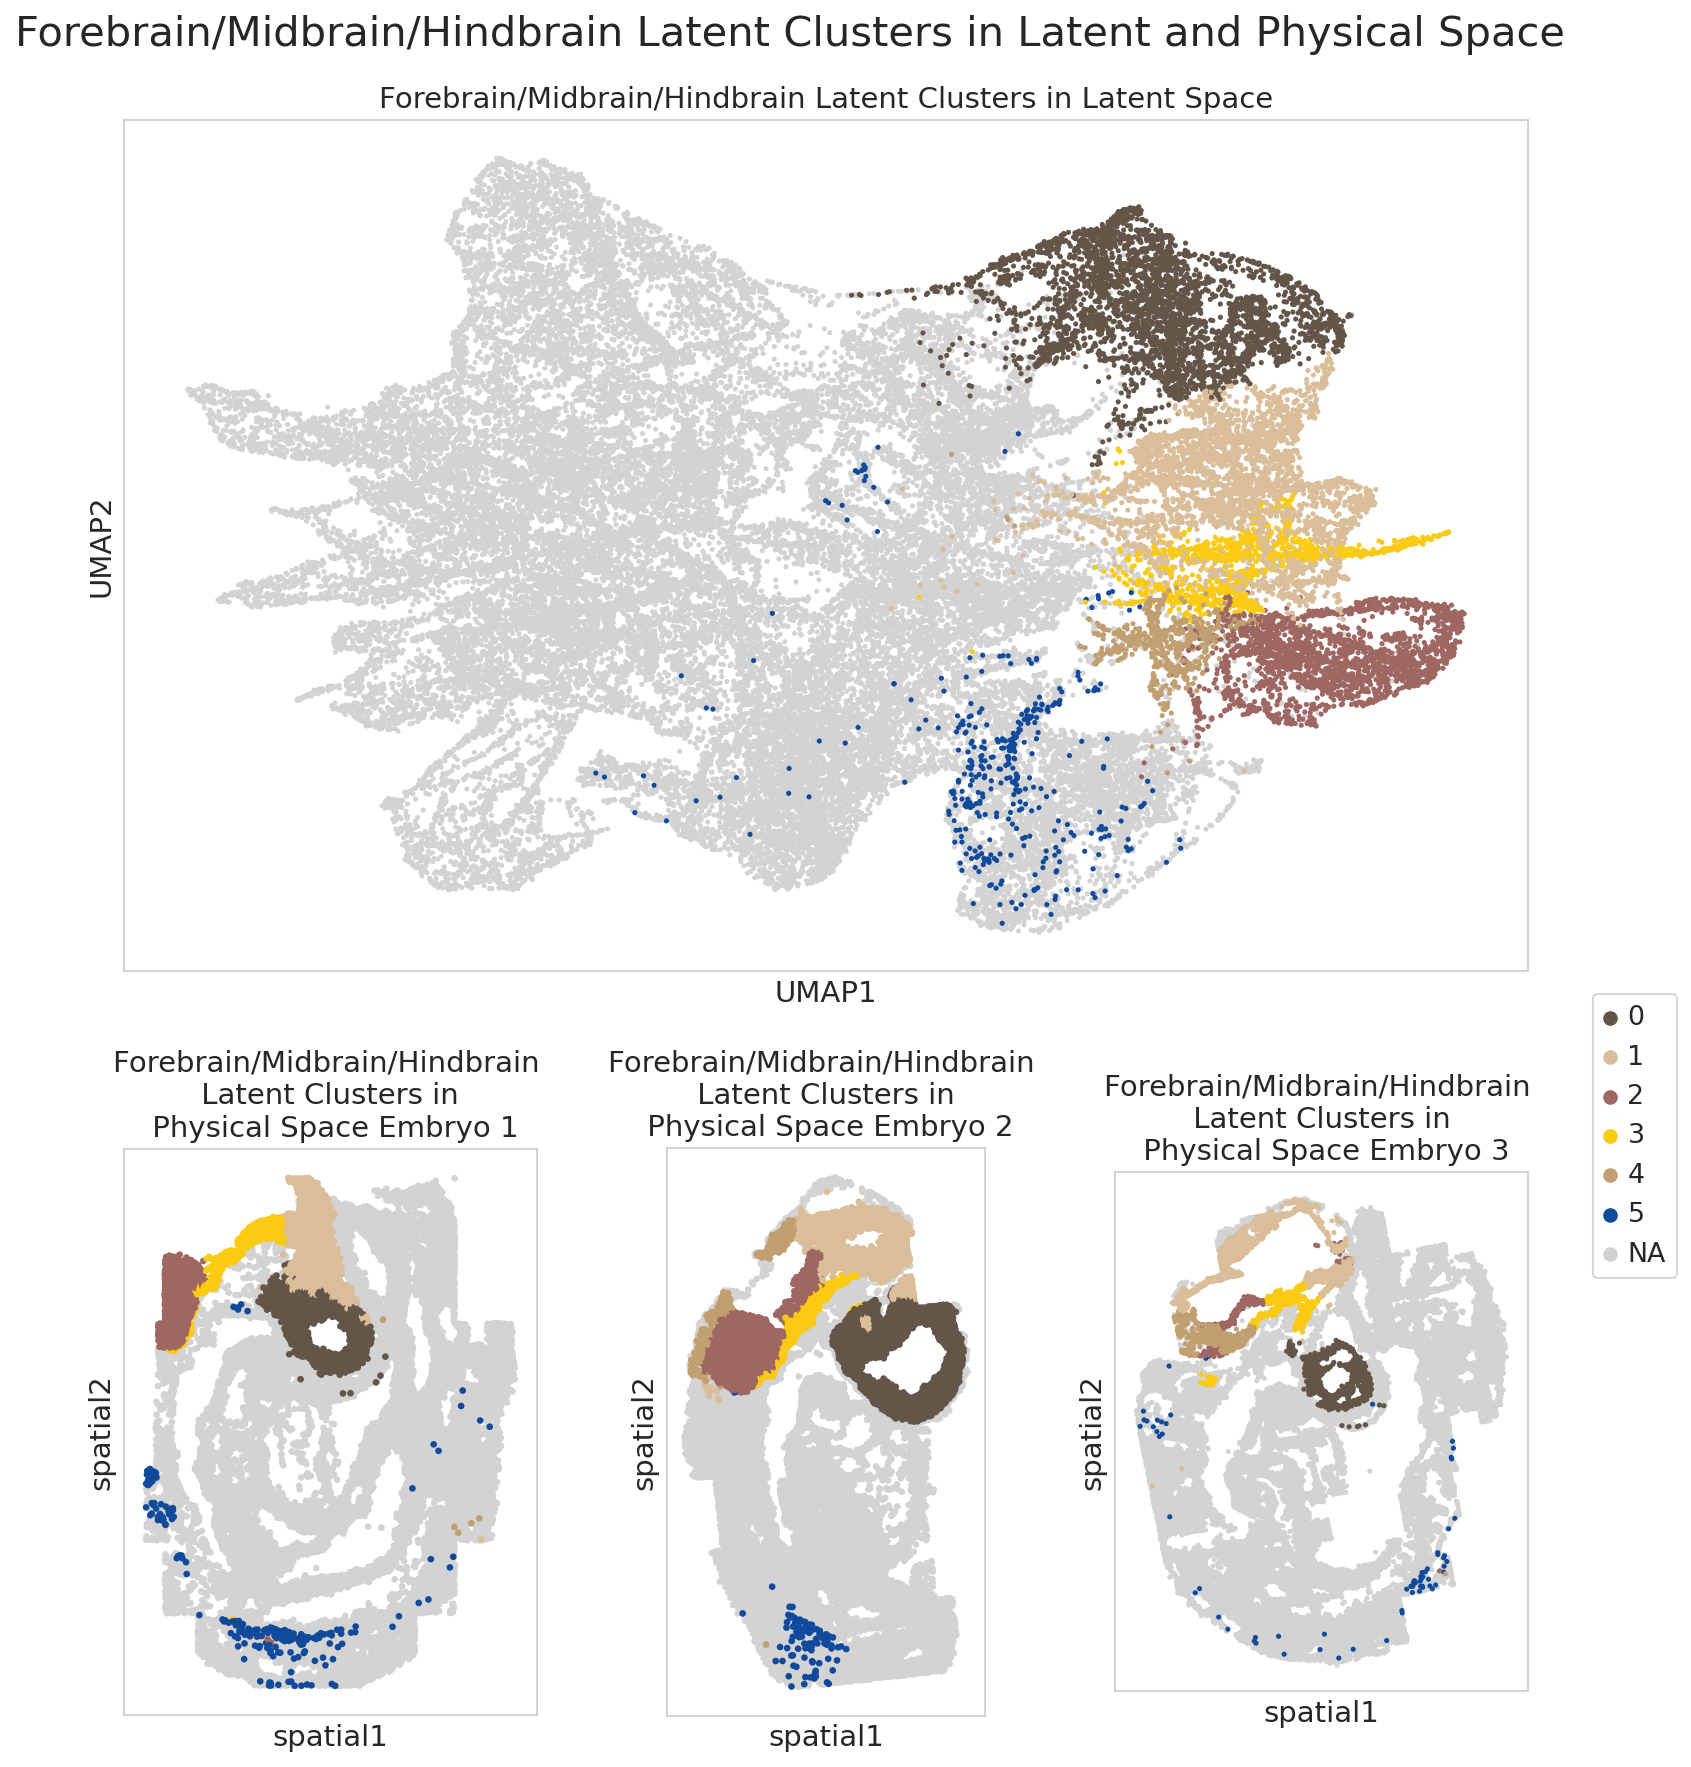 Forebrain/Midbrain/Hindbrain Latent Clusters in Latent and Physical Space
Forebrain/Midbrain/Hindbrain Latent Clusters in Latent Space
UMAP2
UMAP1
0
1
2
3
4
5
NA
Forebrain/Midbrain/Hindbrain
Latent Clusters in
Physical Space Embryo 1
spatial2
spatial1
Forebrain/Midbrain/Hindbrain
Latent Clusters in
Physical Space Embryo 2
spatial2
spatial1
Forebrain/Midbrain/Hindbrain
Latent Clusters in
Physical Space Embryo 3
spatial2
spatial1